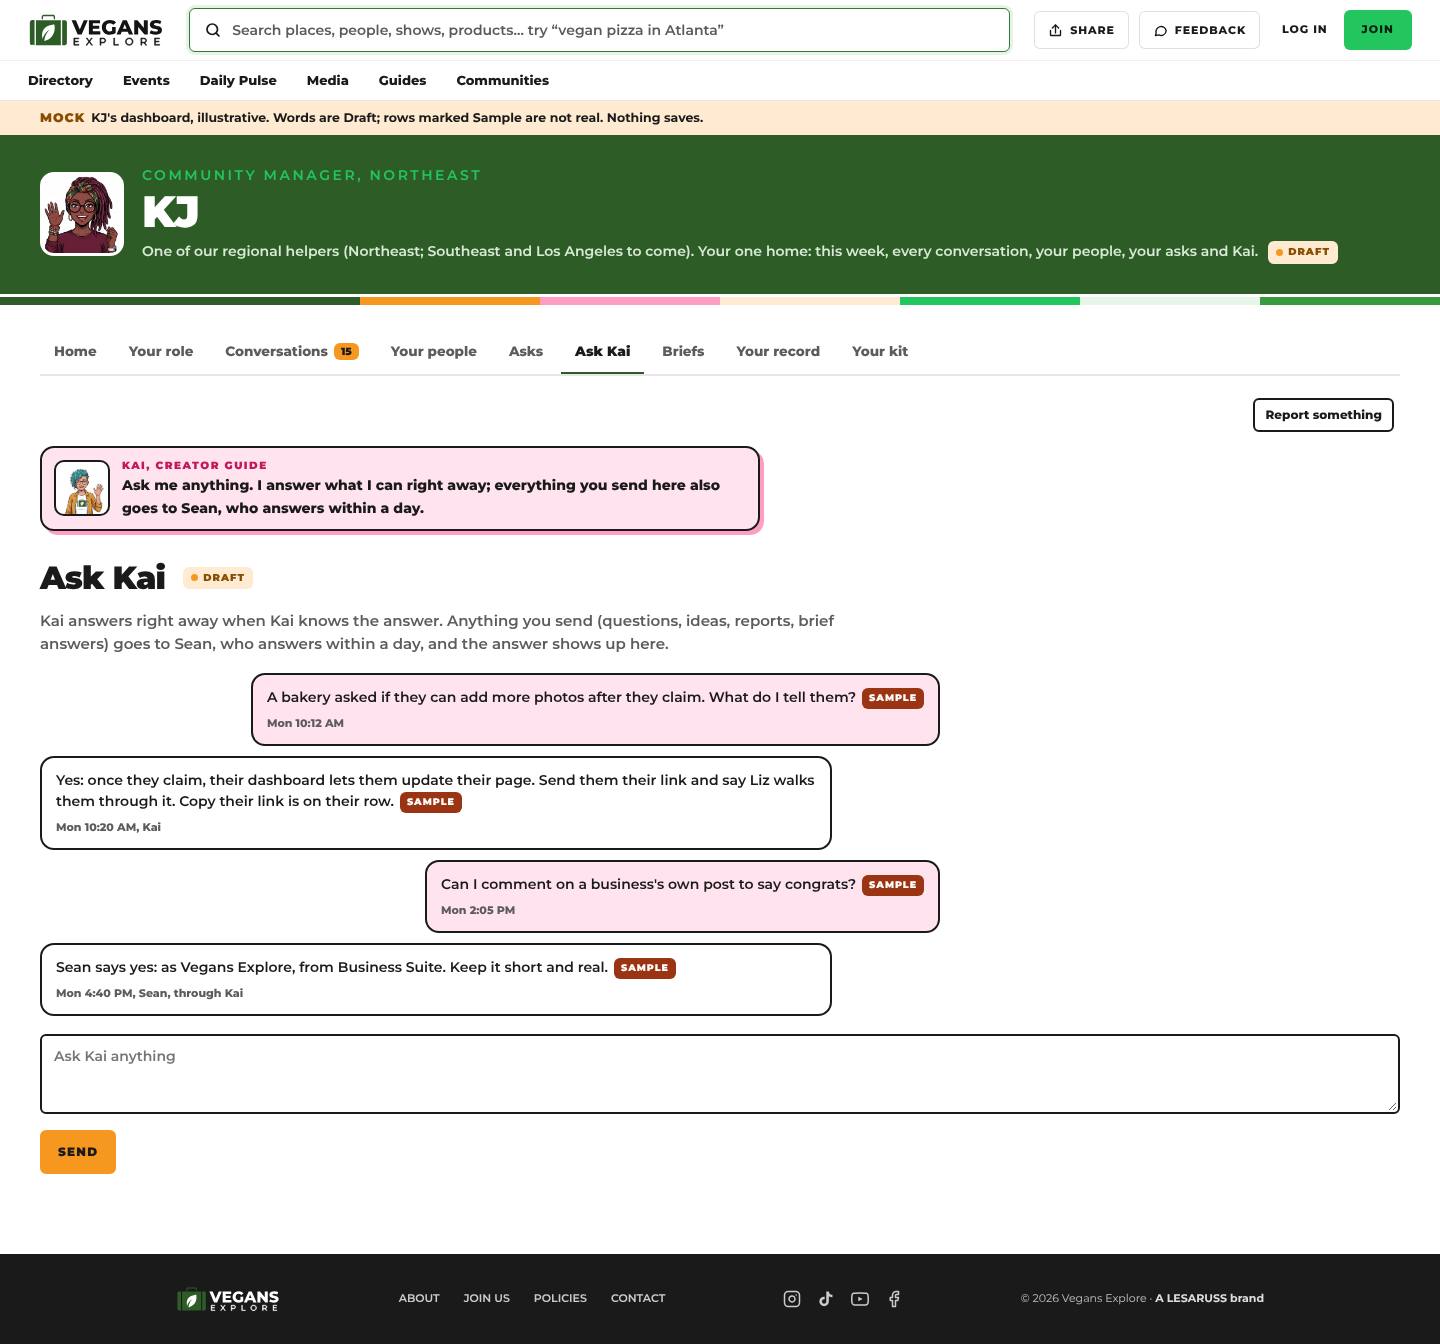 VEGANS
EXPLORE
Search places, people, shows, products... try “vegan pizza in Atlanta”
SHARE
FEEDBACK
LOG IN
JOIN
Directory
Events
Daily Pulse
Media
Guides
Communities
MOCK KJ's dashboard, illustrative. Words are Draft; rows marked Sample are not real. Nothing saves.
COMMUNITY MANAGER, NORTHEAST
KJ
One of our regional helpers (Northeast; Southeast and Los Angeles to come). Your one home: this week, every conversation, your people, your asks and Kai. DRAFT
Home
Your role
Conversations 15
Your people
Asks
Ask Kai
Briefs
Your record
Your kit
Report something
KAI, CREATOR GUIDE
Ask me anything. I answer what I can right away; everything you send here also
goes to Sean, who answers within a day.
Ask Kai DRAFT
Kai answers right away when Kai knows the answer. Anything you send (questions, ideas, reports, brief
answers) goes to Sean, who answers within a day, and the answer shows up here.
A bakery asked if they can add more photos after they claim. What do I tell them? SAMPLE
Mon 10:12 AM
Yes: once they claim, their dashboard lets them update their page. Send them their link and say Liz walks
them through it. Copy their link is on their row. SAMPLE
Mon 10:20 AM, Kai
Can I comment on a business's own post to say congrats? SAMPLE
Mon 2:05 PM
Sean says yes: as Vegans Explore, from Business Suite. Keep it short and real. SAMPLE
Mon 4:40 PM, Sean, through Kai
Ask Kai anything
SEND
VEGANS
EXPLORE
ABOUT
JOIN US
POLICIES
CONTACT
© 2026 Vegans Explore · A LESARUSS brand